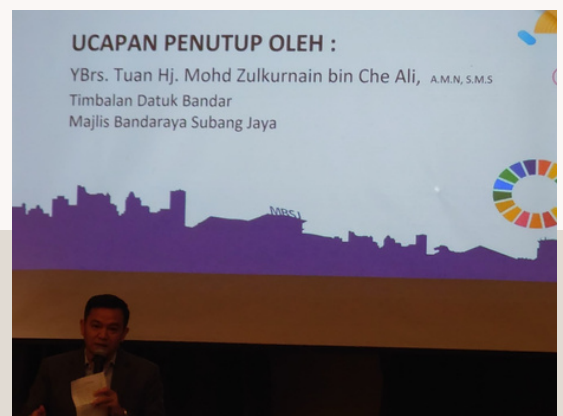 UCAPAN PENUTUP OLEH :
YBrs. Tuan Hj. Mohd Zulkurnain bin Che Ali, A.M.N, S.M.S
Timbalan Datuk Bandar
Majlis Bandaraya Subang Jaya
MBSJ